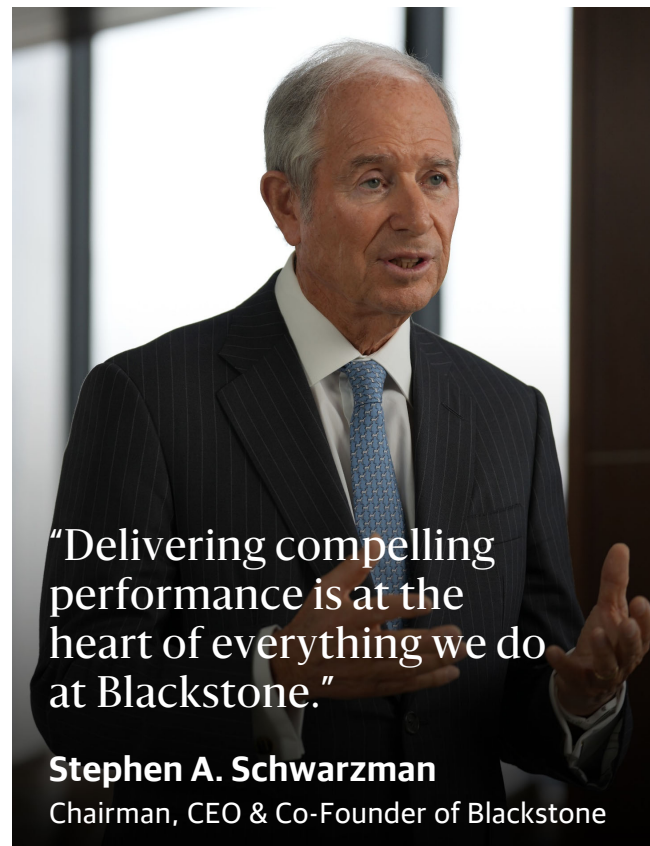 “Delivering compelling
performance is at the
heart of everything we do
at Blackstone.”
Stephen A. Schwarzman
Chairman, CEO & Co-Founder of Blackstone